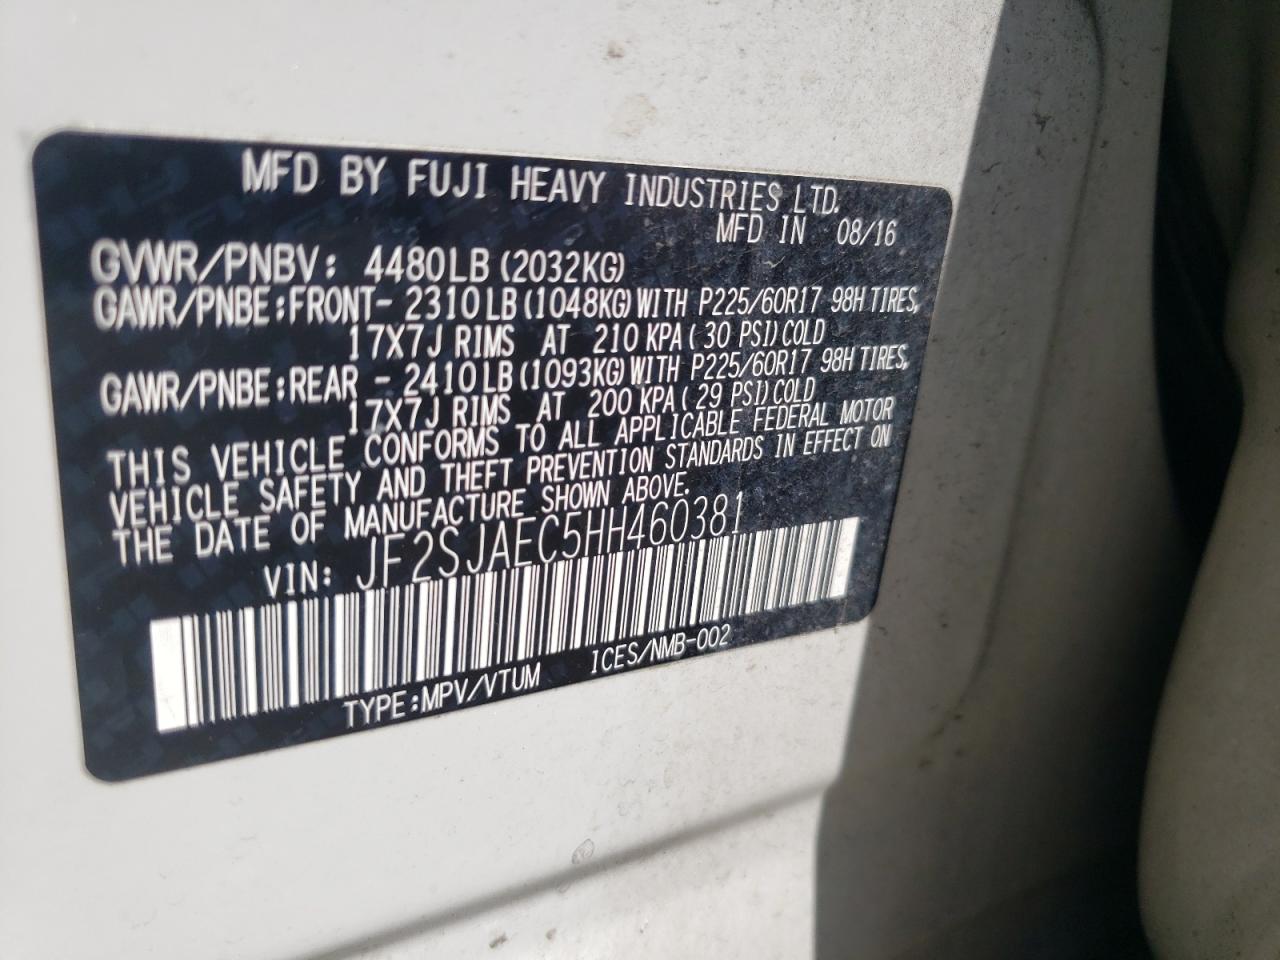 MFD BY FUJI HEAVY INDUSTRIES LTD.
MFD IN 08/16
GVWR/PNBV: 4480LB (2032KG)
GAWR/PNBE:FRONT- 2310LB (1048KG) WITH P225/60R17 98H TIRES,
17X7J RIMS AT 210 KPA (30 PSI) COLD
GAWR/PNBE:REAR - 2410LB (1093KG) WITH P225/60R17 98H TIRES,
17X7J RIMS AT 200 KPA (29 PSI) COLD
THIS VEHICLE CONFORMS TO ALL APPLICABLE FEDERAL MOTOR
VEHICLE SAFETY AND THEFT PREVENTION STANDARDS IN EFFECT ON
THE DATE OF MANUFACTURE SHOWN ABOVE.
VIN: JF2SJAEC5HH460381
TYPE:MPV/VTUM ICES/NMB-002